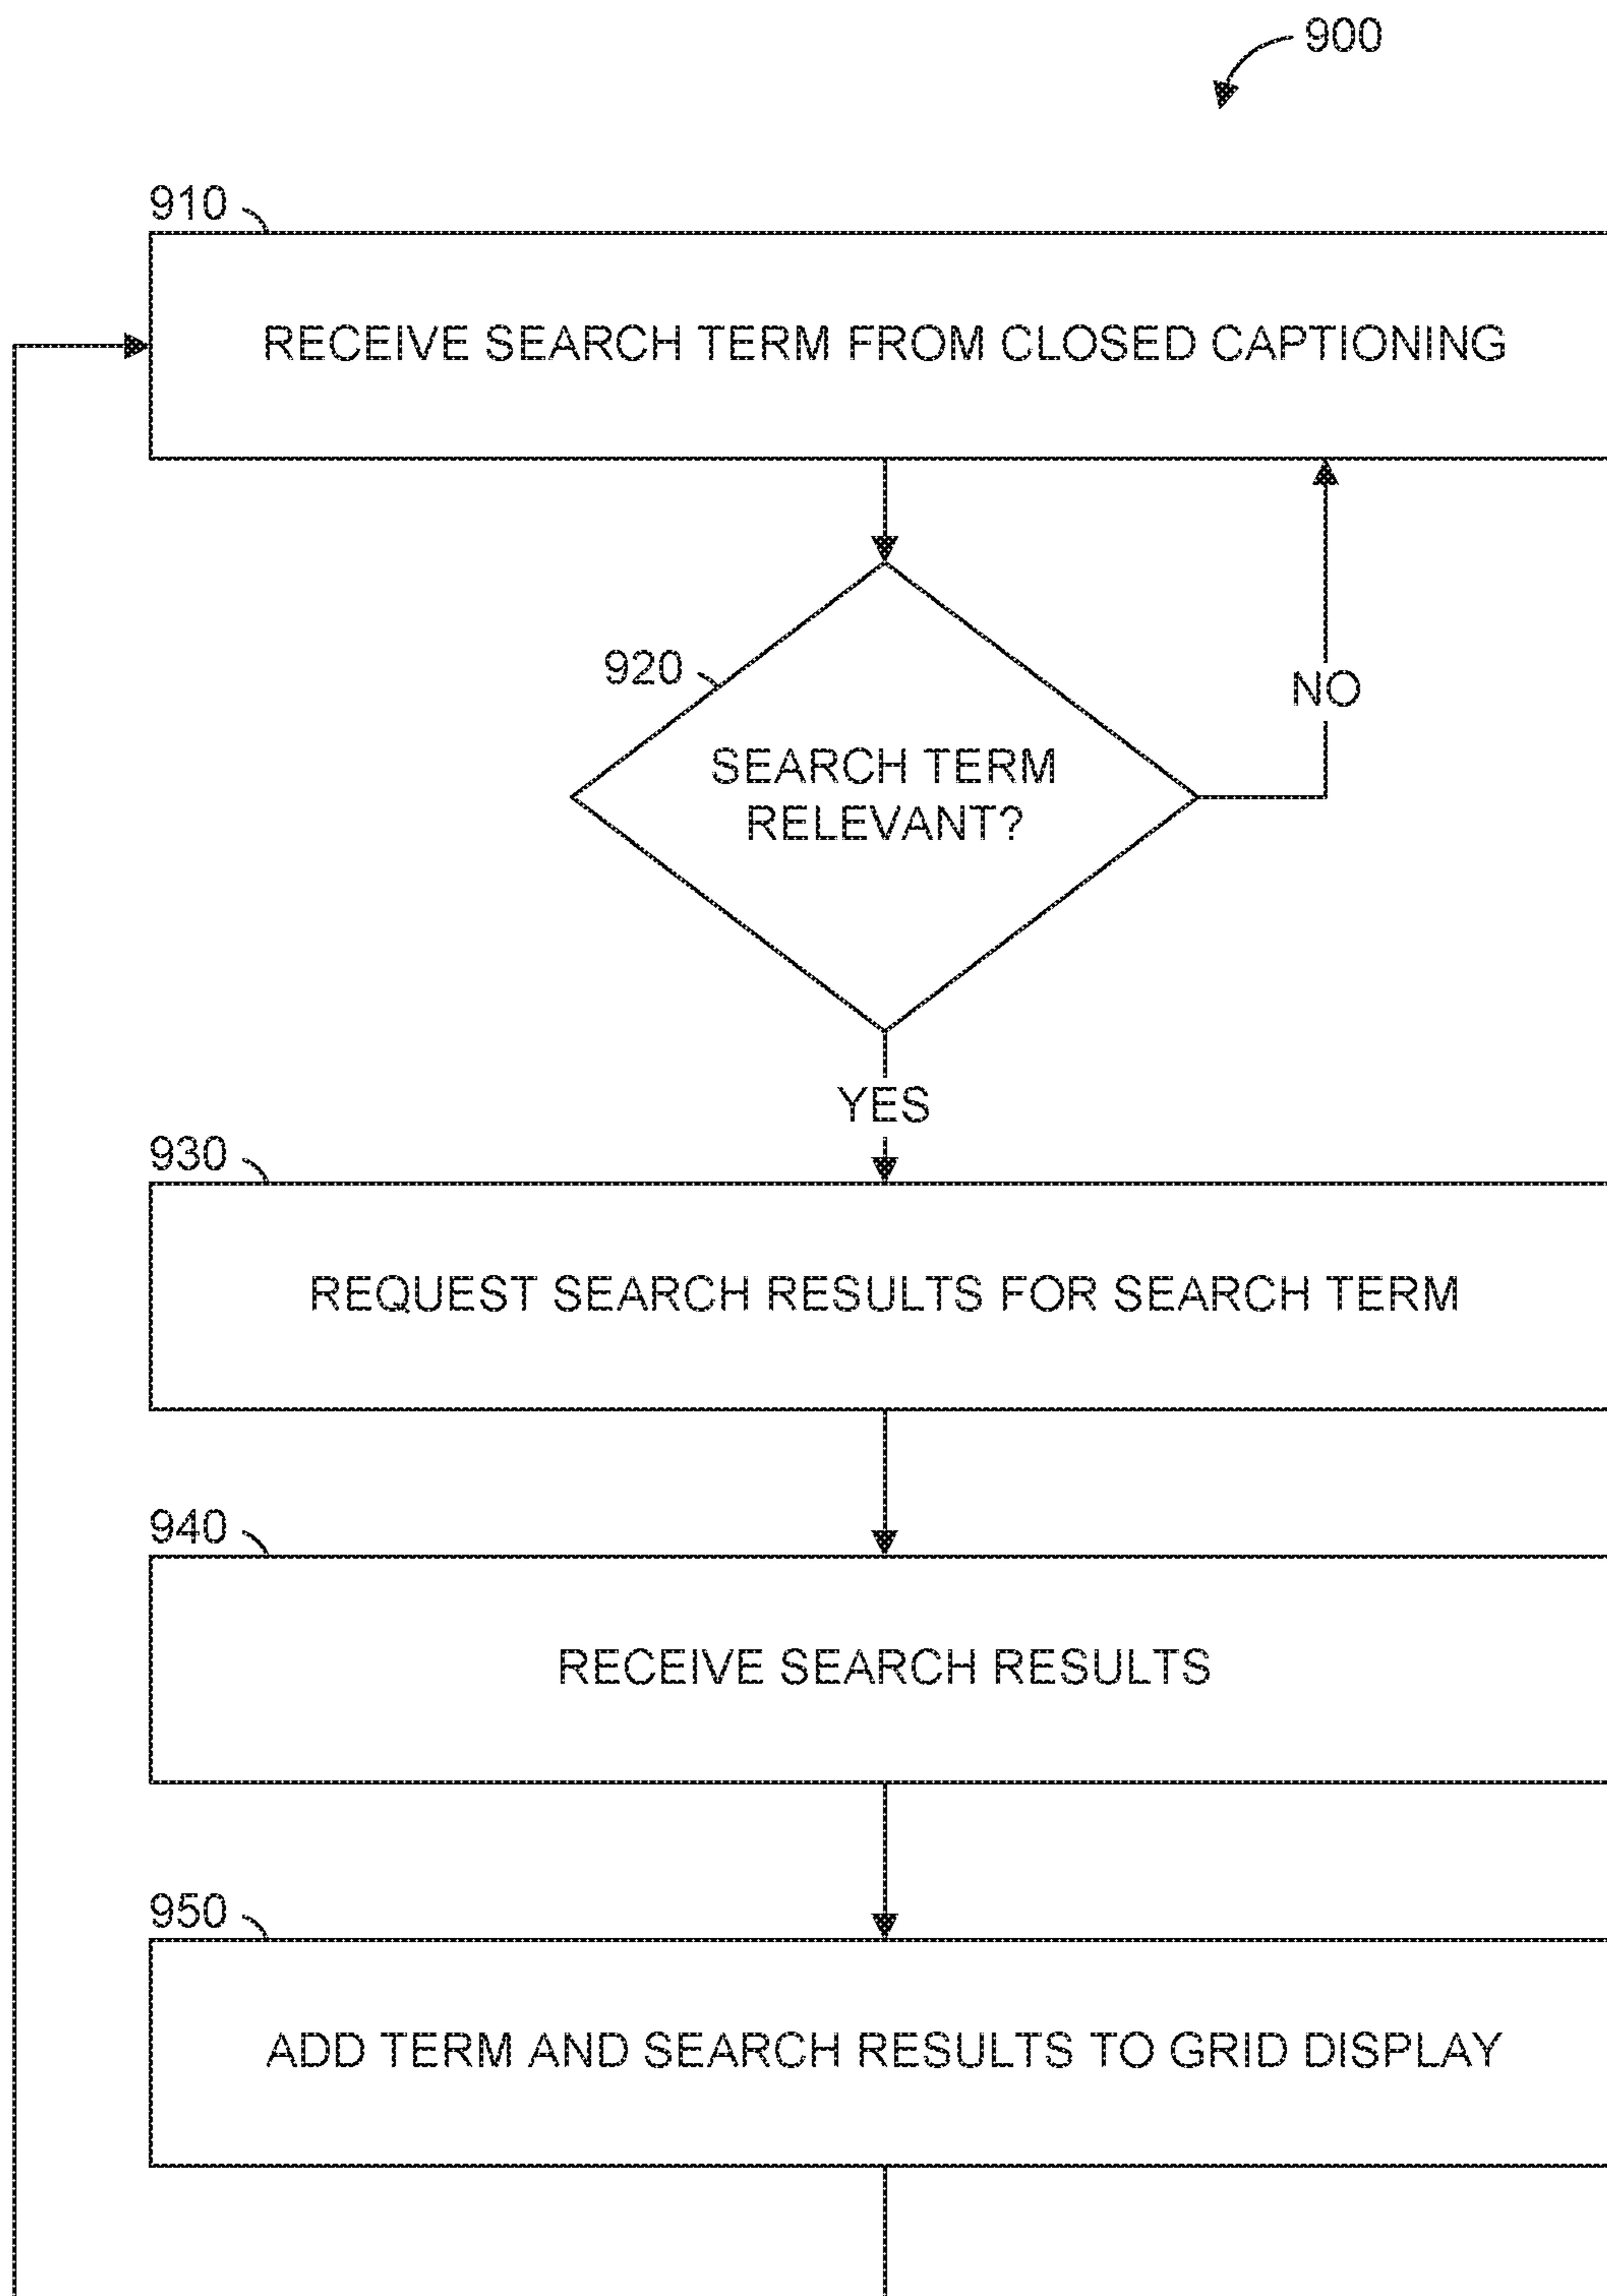 900
910
RECEIVE SEARCH TERM FROM CLOSED CAPTIONING
920
SEARCH TERM
RELEVANT?
NO
YES
930
REQUEST SEARCH RESULTS FOR SEARCH TERM
940
RECEIVE SEARCH RESULTS
950
ADD TERM AND SEARCH RESULTS TO GRID DISPLAY